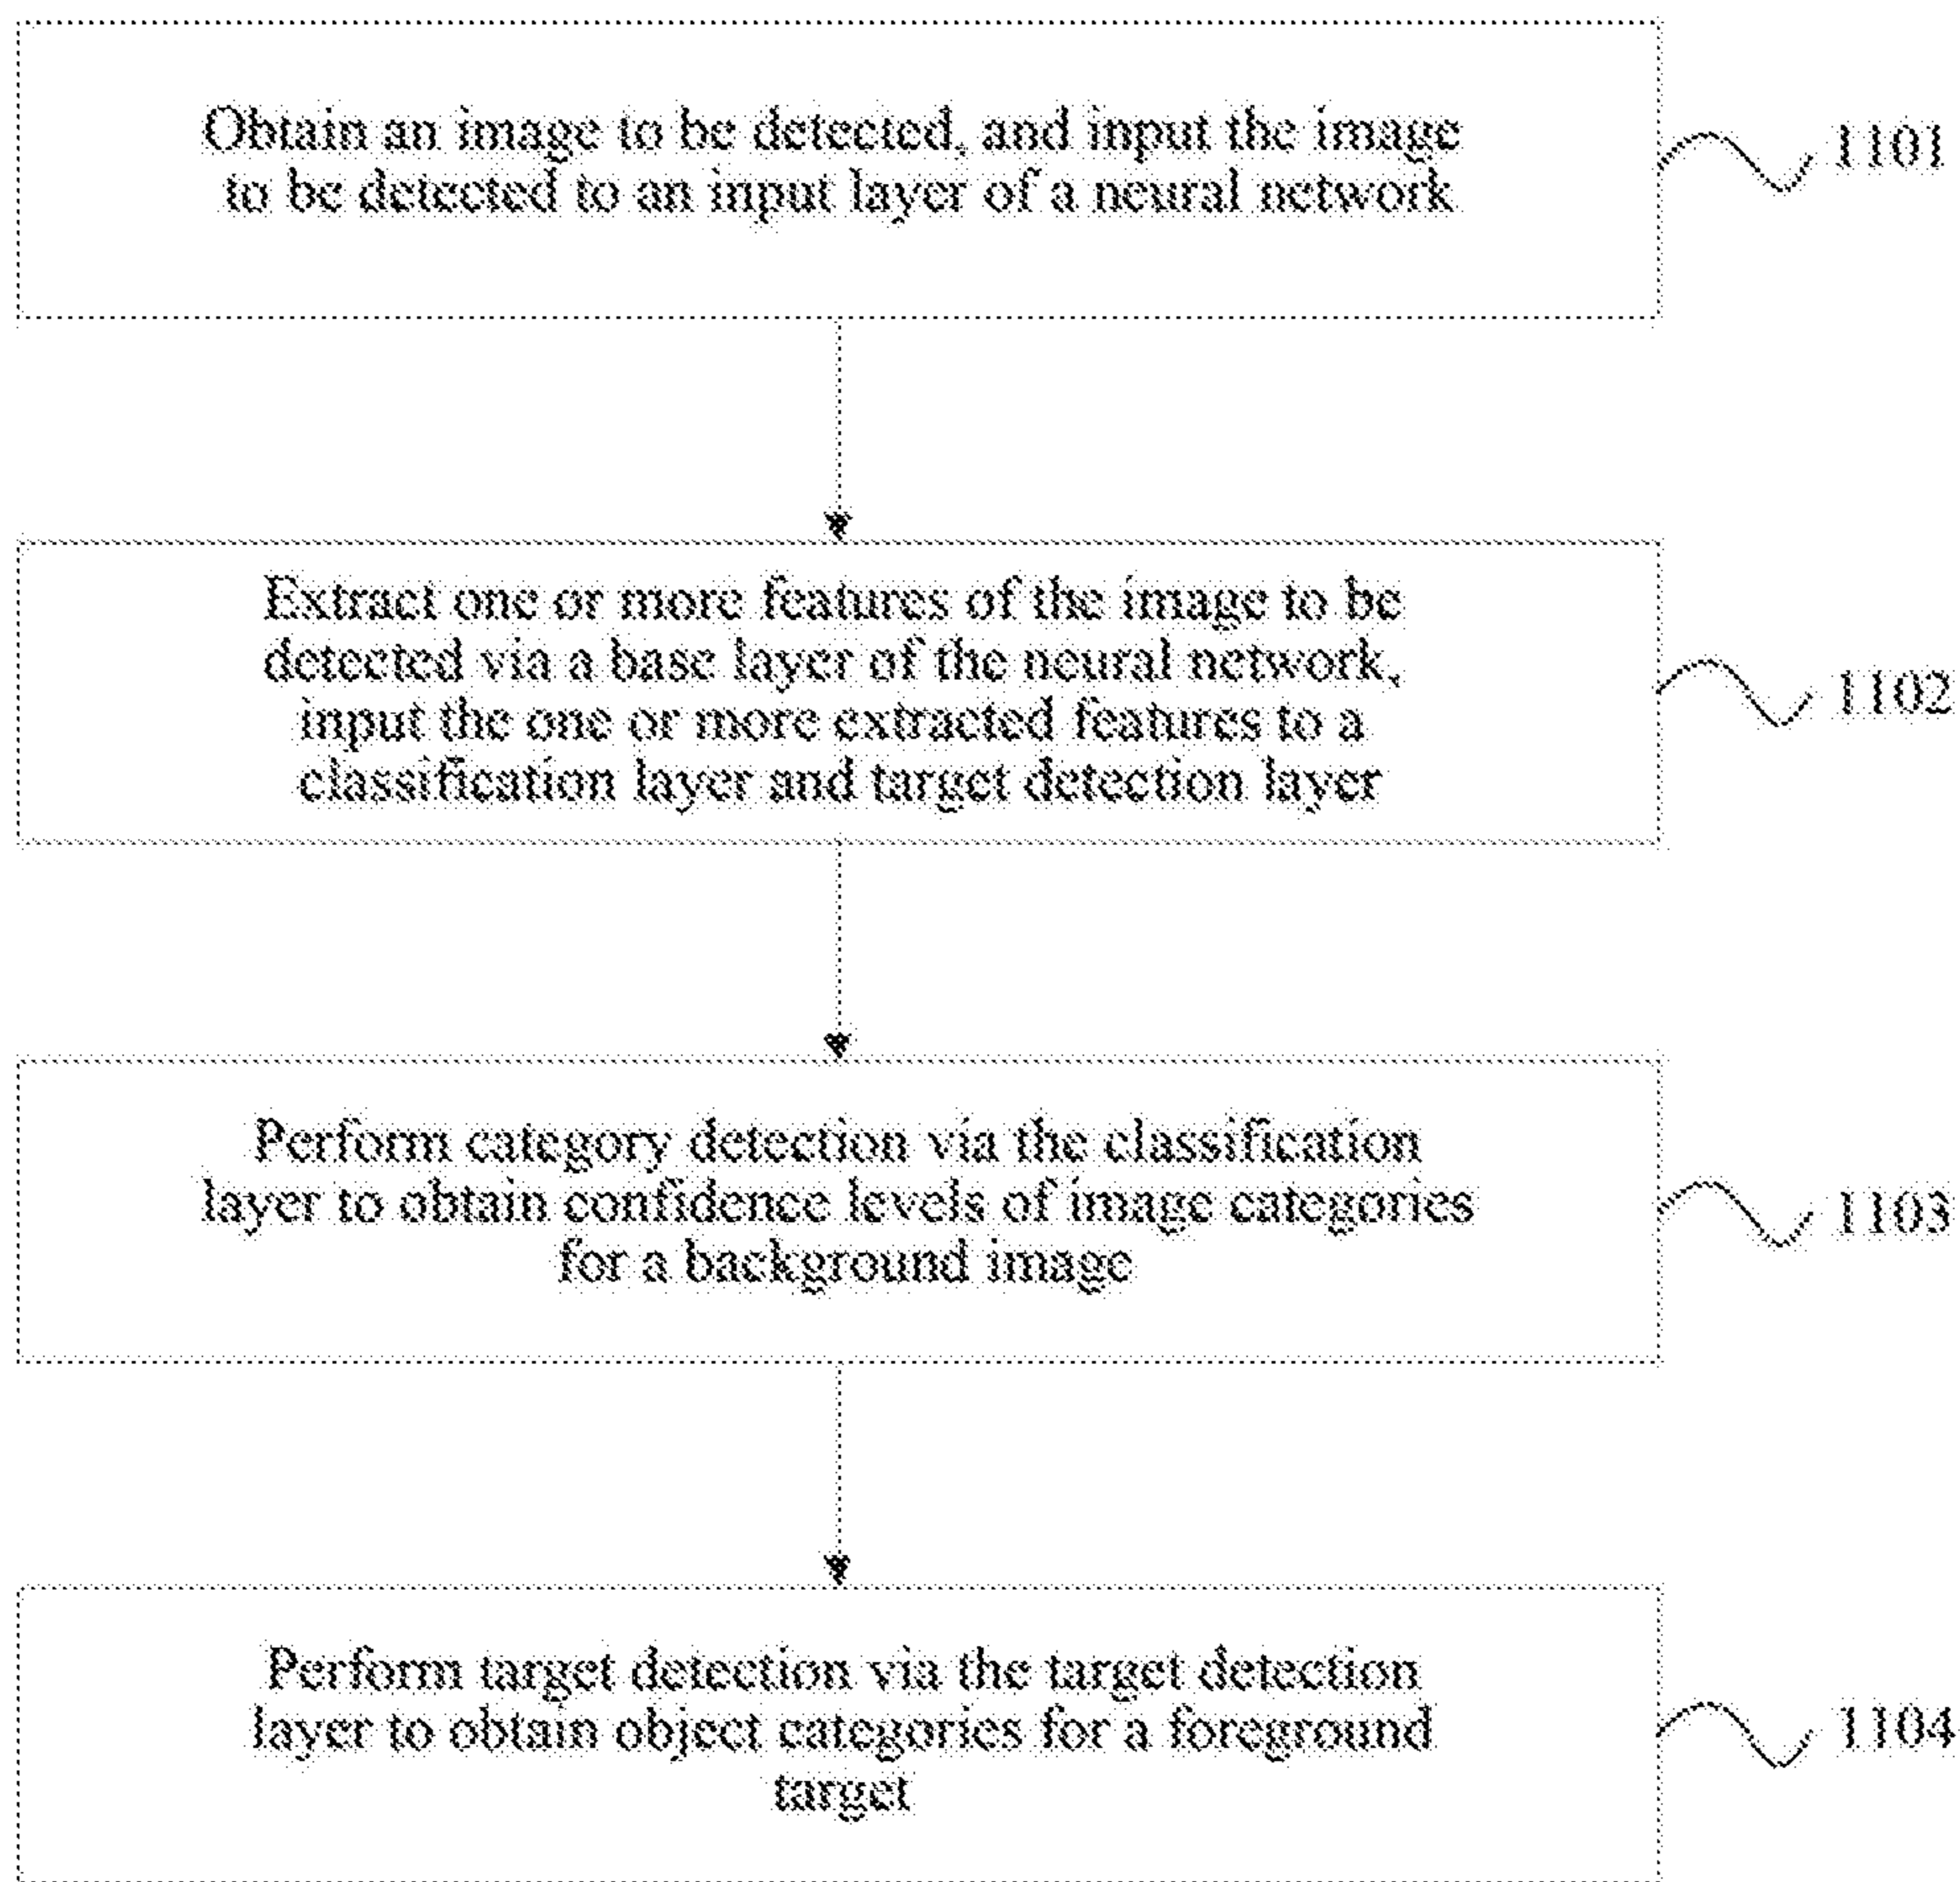 Obtain an image to be detected, and input the image
to be detected to an input layer of a neural network
1101
Extract one or more features of the image to be
detected via a base layer of the neural network,
input the one or more extracted features to a
classification layer and target detection layer
1102
Perform category detection via the classification
layer to obtain confidence levels of image categories
for a background image
1103
Perform target detection via the target detection
layer to obtain object categories for a foreground
target
1104